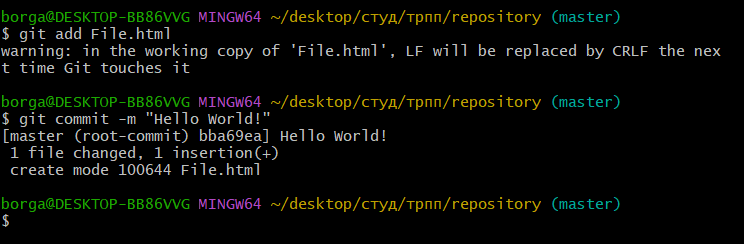 borga@DESKTOP-BB86VVG MINGW64 ~/desktop/студ/трпп/repository (master)
$ git add File.html
warning: in the working copy of 'File.html', LF will be replaced by CRLF the nex
t time Git touches it
borga@DESKTOP-BB86VVG MINGW64 ~/desktop/студ/трпп/repository (master)
$ git commit -m "Hello World!"
[master (root-commit) bba69ea] Hello World!
 1 file changed, 1 insertion(+)
 create mode 100644 File.html
borga@DESKTOP-BB86VVG MINGW64 ~/desktop/студ/трпп/repository (master)
$